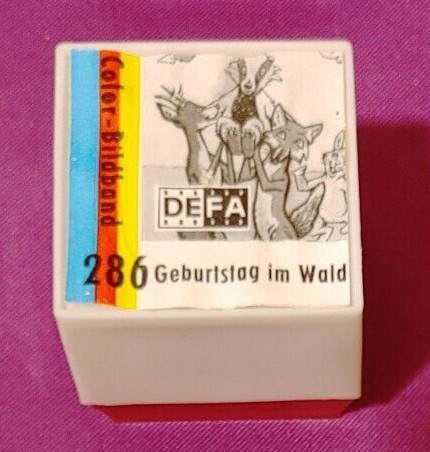 Color-Bildband
DEFA
286 Geburtstag im Wald